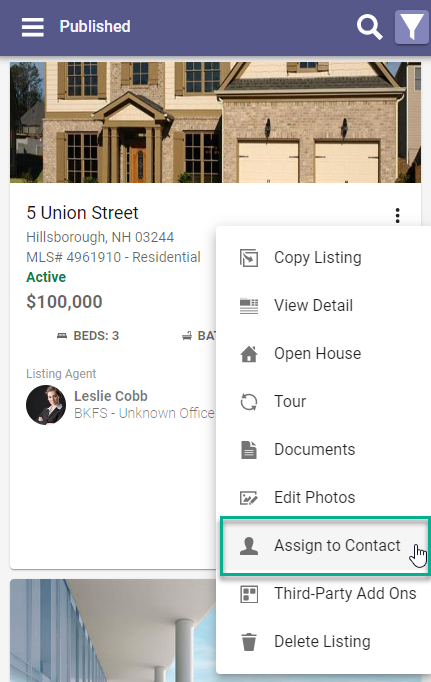 Published
5 Union Street
Hillsborough, NH 03244
MLS# 4961910 - Residential
Active
$100,000
BEDS: 3
Listing Agent
Leslie Cobb
BKFS - Unknown Office
Copy Listing
View Detail
Open House
Tour
Documents
Edit Photos
Assign to Contact
Third-Party Add Ons
Delete Listing